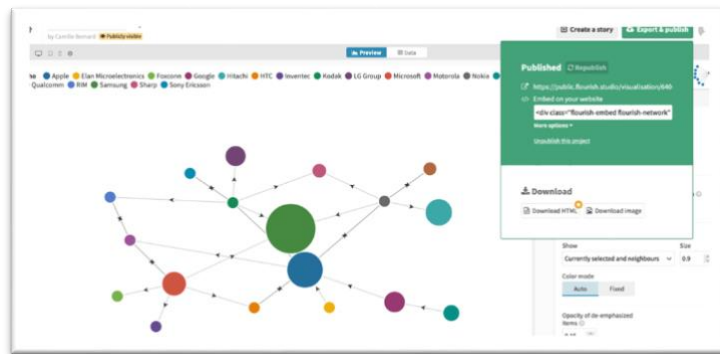 by Camille Bernard Publicly visible
Create a story
Export & publish
Preview
Data
Apple Elan Microelectronics Foxconn Google Hitachi HTC Inventec Kodak LG Group Microsoft Motorola Nokia
Qualcomm RIM Samsung Sharp Sony Ericsson
Published Republish
https://public.flourish.studio/visualisation/640
Embed on your website
<div class="flourish-embed flourish-network"
More options
Unpublish this project
Download
Download HTML Download image
Show Size
Currently selected and neighbours 0.9
Color mode
Auto Fixed
Opacity of de-emphasized
items